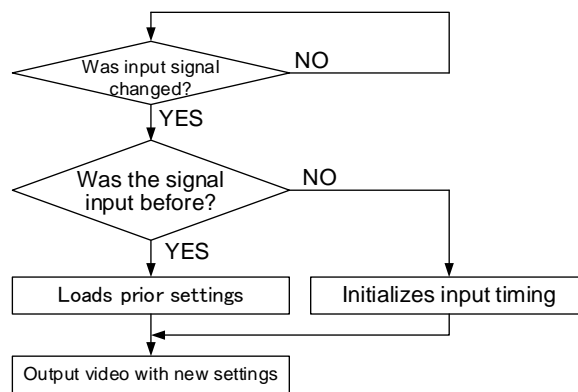 Was input signal
changed?
NO
YES
Was the signal
input before?
NO
YES
Loads prior settings
Initializes input timing
Output video with new settings